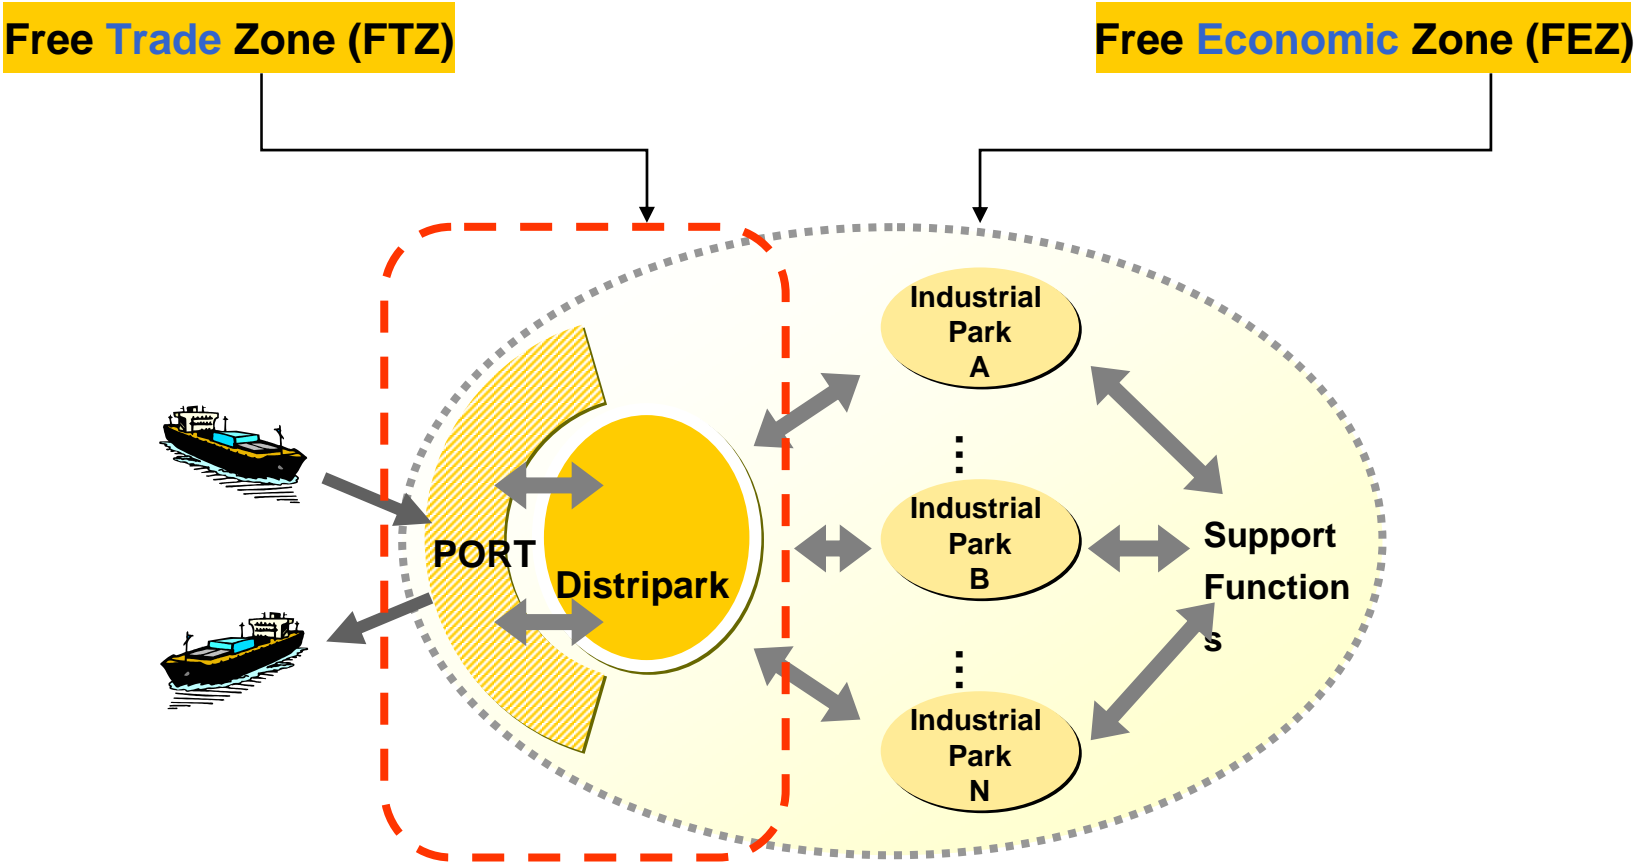 Free Trade Zone (FTZ)
Free Economic Zone (FEZ)
Industrial
Park
A
...
Industrial
Park
B
...
Industrial
Park
N
PORT
Distripark
Support
Function
s